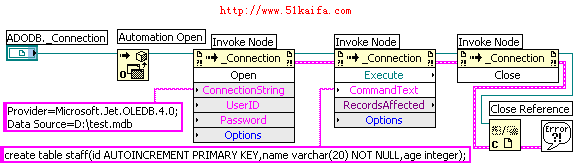 http://www.51kaifa.com
ADODB._Connection
Automation Open
Invoke Node
Invoke Node
Invoke Node
_Connection
_Connection
_Connection
Open
Execute
Close
ConnectionString
CommandText
UserID
RecordsAffected
Password
Options
Options
Provider=Microsoft.Jet.OLEDB.4.0;
Data Source=D:\test.mdb
Close Reference
C
Error
?!
create table staff(id AUTOINCREMENT PRIMARY KEY,name varchar(20) NOT NULL,age integer);